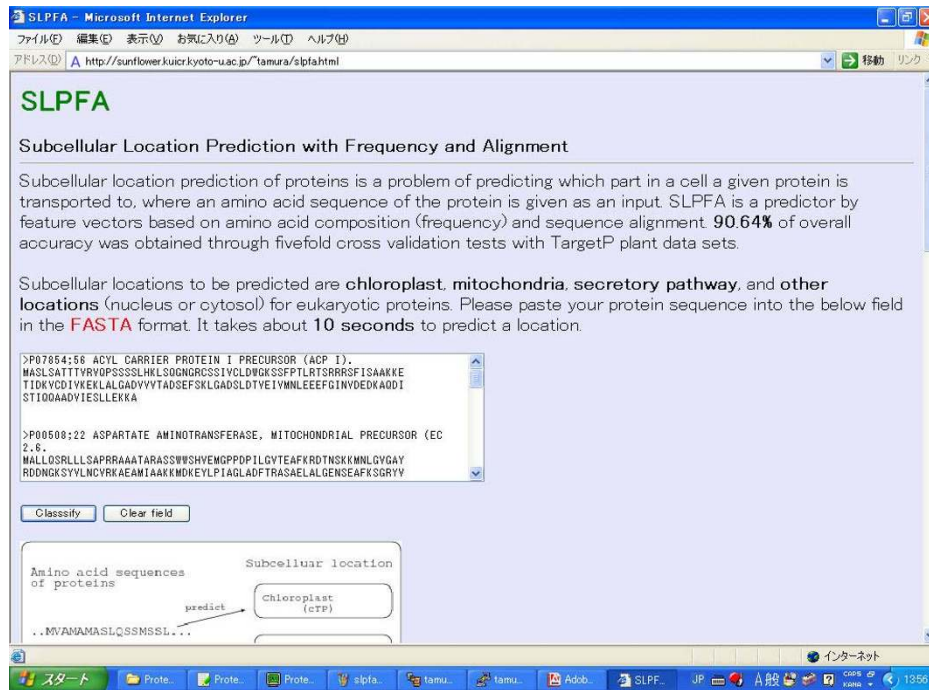 SLPFA - Microsoft Internet Explorer
ファイル(F) 編集(E) 表示(V) お気に入り(A) ツール(T) ヘルプ(H)
アドレス(D) http://sunflower.kuicr.kyoto-u.ac.jp/~tamura/slpfa.html 移動 リンク
SLPFA
Subcellular Location Prediction with Frequency and Alignment
Subcellular location prediction of proteins is a problem of predicting which part in a cell a given protein is
transported to, where an amino acid sequence of the protein is given as an input. SLPFA is a predictor by
feature vectors based on amino acid composition (frequency) and sequence alignment. 90.64% of overall
accuracy was obtained through fivefold cross validation tests with TargetP plant data sets.
Subcellular locations to be predicted are chloroplast, mitochondria, secretory pathway, and other
locations (nucleus or cytosol) for eukaryotic proteins. Please paste your protein sequence into the below field
in the FASTA format. It takes about 10 seconds to predict a location.
>P07854;56 ACYL CARRIER PROTEIN I PRECURSOR (ACP I).
MASLSATTTVRVQPSSSSLHKLSQGNGRCSSIVCLDWGKSSFPTLRTSRRRSFISAAKKE
TIDKVCDIVKEKLALGADVVVTADSEFSKLGADSLDTVEIVMNLEEEFGINVDEDKAQDI
STIQQAADVIESLLEKKA
>P00508;22 ASPARTATE AMINOTRANSFERASE, MITOCHONDRIAL PRECURSOR (EC
2.6.
MALLQSRLLLSAPRRAAATARASSWWSHVEMGPPDPILGVTEAFKRDTNSKKMNLGVGAY
RDDNGKSYVLNCVRKAEAMIAAKKMDKEYLPIAGLADFTRASAELALGENSEAFKSGRYV
Classsify Clear field
Amino acid sequences
of proteins
Subcelluar location
predict
Chloroplast
(cTP)
..MVAMAMASLQSSMSSL...
インターネット
スタート Prote... Prote... Prote... slpfa... tamu... tamu... Adob... SLPF... JP A 般 CAPS KANA 13:56